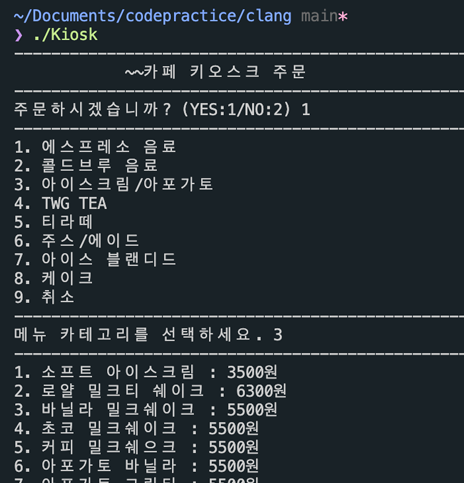 ~/Documents/codepractice/clang main*
❯ ./Kiosk
~~카페 키오스크 주문
주문하시겠습니까? (YES:1/NO:2) 1
1. 에스프레소 음료
2. 콜드브루 음료
3. 아이스크림/아포가토
4. TWG TEA
5. 티라떼
6. 주스/에이드
7. 아이스 블랜디드
8. 케이크
9. 취소
메뉴 카테고리를 선택하세요. 3
1. 소프트 아이스크림 : 3500원
2. 로얄 밀크티 쉐이크 : 6300원
3. 바닐라 밀크쉐이크 : 5500원
4. 초코 밀크쉐이크 : 5500원
5. 커피 밀크쉐으크 : 5500원
6. 아포가토 바닐라 : 5500원